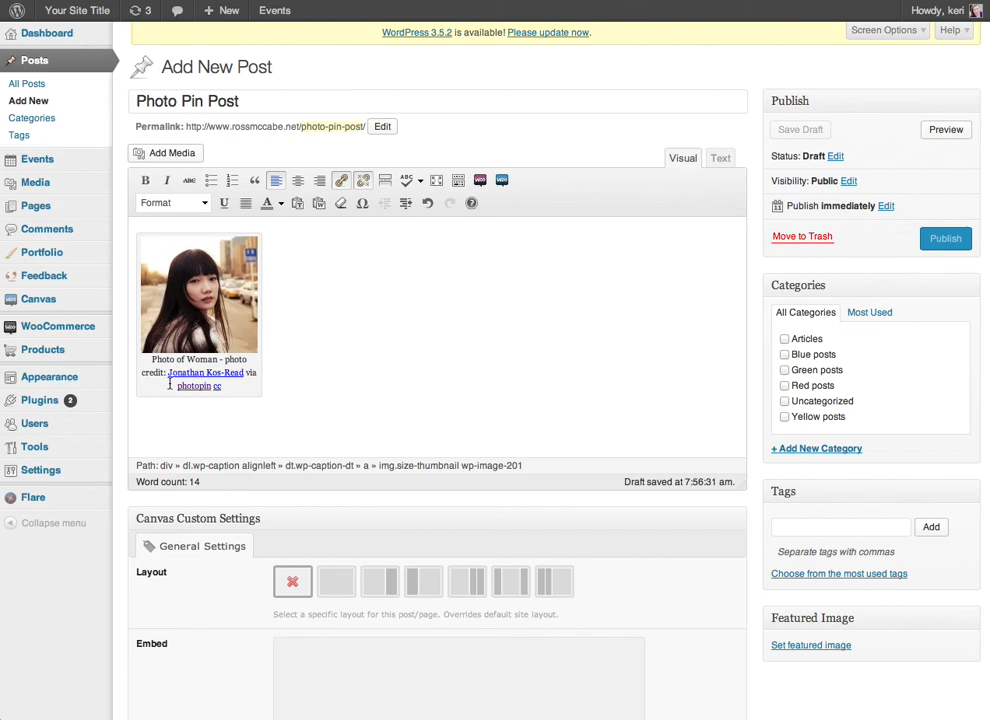 Your Site Title 3 + New Events Howdy, keri
WordPress 3.5.2 is available! Please update now.
Screen Options Help
Dashboard
Posts
All Posts
Add New
Categories
Tags
Events
Media
Pages
Comments
Portfolio
Feedback
Canvas
WooCommerce
Products
Appearance
Plugins 2
Users
Tools
Settings
Flare
Collapse menu
Add New Post
Photo Pin Post
Permalink: http://www.rossmccabe.net/photo-pin-post/ Edit
Add Media
Visual Text
B I ABC ABC
Format U A
Photo of Woman - photo
credit: Jonathan Kos-Read via
photopin cc
Path: div » dl.wp-caption alignleft » dt.wp-caption-dt » a » img.size-thumbnail wp-image-201
Word count: 14 Draft saved at 7:56:31 am.
Canvas Custom Settings
General Settings
Layout
Select a specific layout for this post/page. Overrides default site layout.
Embed
Publish
Save Draft Preview
Status: Draft Edit
Visibility: Public Edit
Publish immediately Edit
Move to Trash Publish
Categories
All Categories Most Used
Articles
Blue posts
Green posts
Red posts
Uncategorized
Yellow posts
+ Add New Category
Tags
Add
Separate tags with commas
Choose from the most used tags
Featured Image
Set featured image